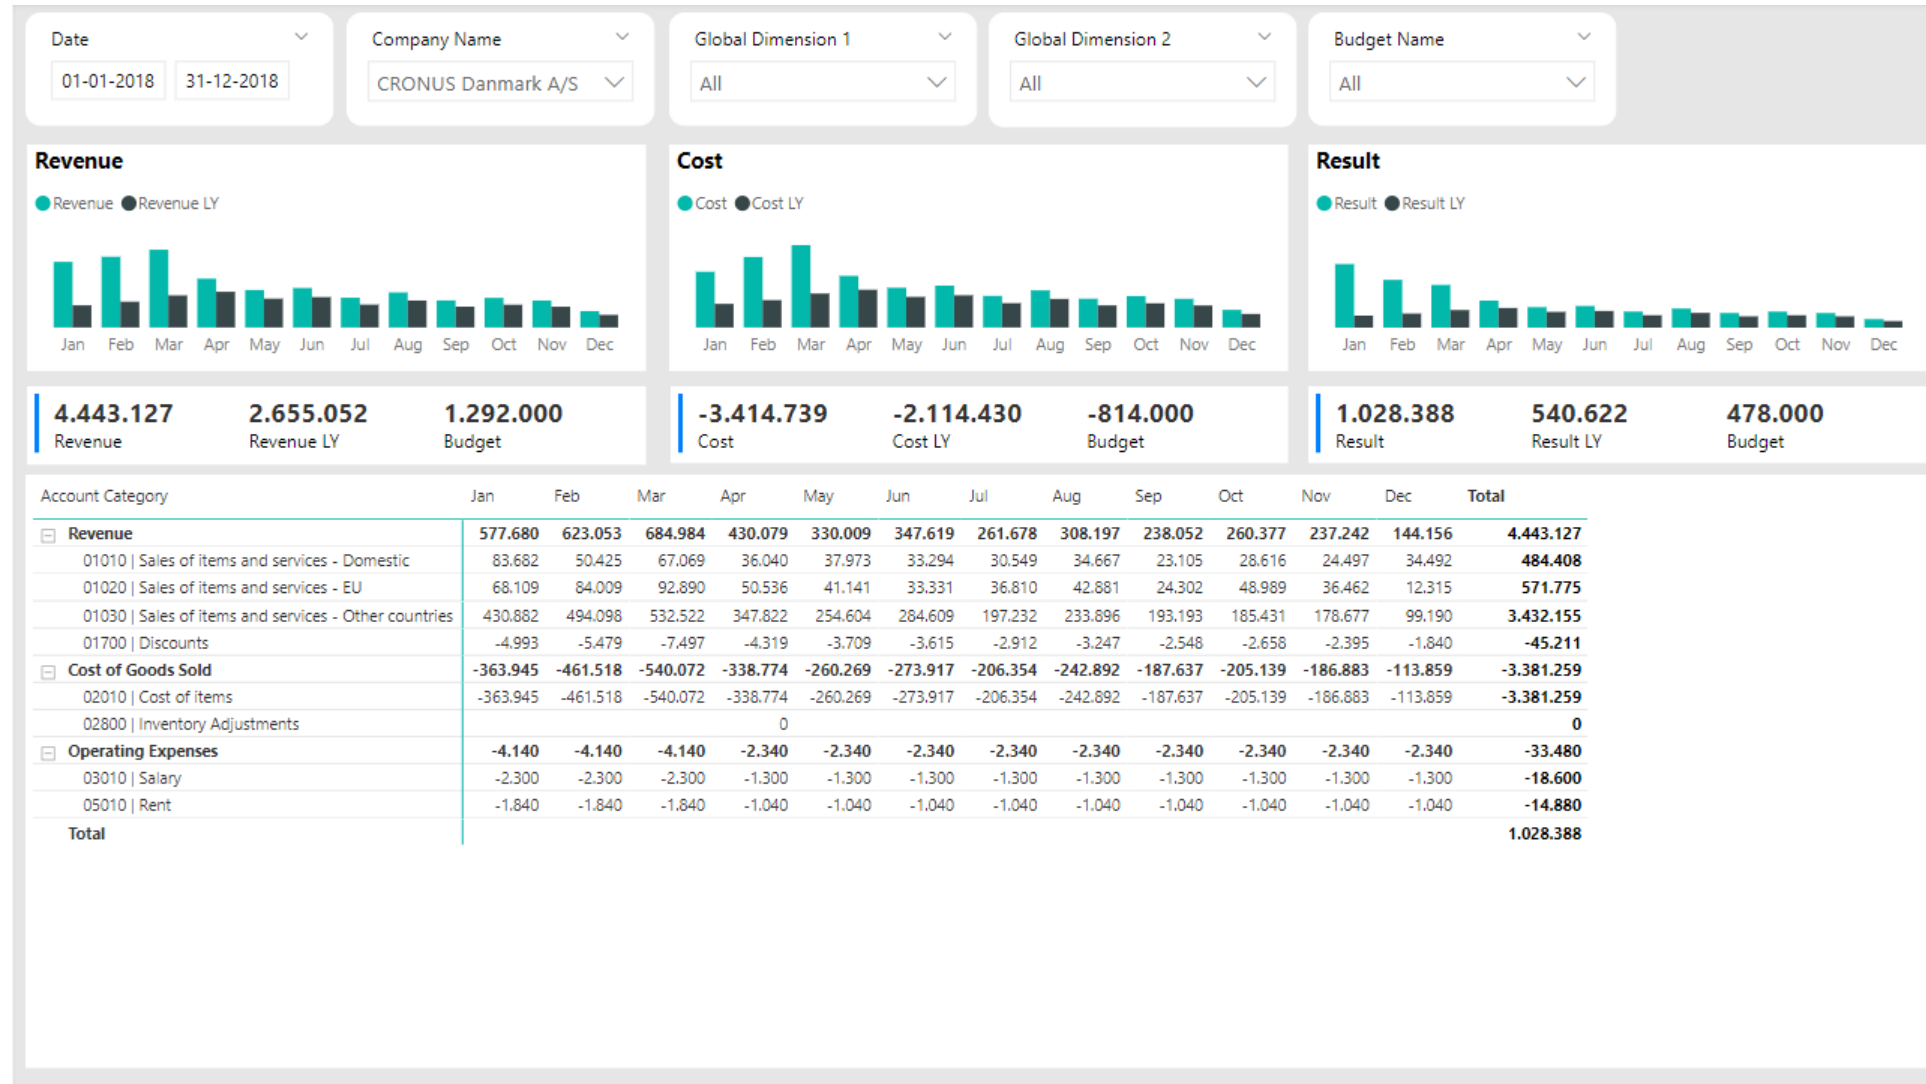 Date
01-01-2018 31-12-2018
Company Name
CRONUS Danmark A/S
Global Dimension 1
All
Global Dimension 2
All
Budget Name
All
Revenue
Revenue Revenue LY
Jan Feb Mar Apr May Jun Jul Aug Sep Oct Nov Dec
Cost
Cost Cost LY
Jan Feb Mar Apr May Jun Jul Aug Sep Oct Nov Dec
Result
Result Result LY
Jan Feb Mar Apr May Jun Jul Aug Sep Oct Nov Dec
4.443.127 2.655.052 1.292.000
Revenue Revenue LY Budget
-3.414.739 -2.114.430 -814.000
Cost Cost LY Budget
1.028.388 540.622 478.000
Result Result LY Budget
Account Category Jan Feb Mar Apr May Jun Jul Aug Sep Oct Nov Dec Total
Revenue 577.680 623.053 684.984 430.079 330.009 347.619 261.678 308.197 238.052 260.377 237.242 144.156 4.443.127
01010 | Sales of items and services - Domestic 83.682 50.425 67.069 36.040 37.973 33.294 30.549 34.667 23.105 28.616 24.497 34.492 484.408
01020 | Sales of items and services - EU 68.109 84.009 92.890 50.536 41.141 33.331 36.810 42.881 24.302 48.989 36.462 12.315 571.775
01030 | Sales of items and services - Other countries 430.882 494.098 532.522 347.822 254.604 284.609 197.232 233.896 193.193 185.431 178.677 99.190 3.432.155
01700 | Discounts -4.993 -5.479 -7.497 -4.319 -3.709 -3.615 -2.912 -3.247 -2.548 -2.658 -2.395 -1.840 -45.211
Cost of Goods Sold -363.945 -461.518 -540.072 -338.774 -260.269 -273.917 -206.354 -242.892 -187.637 -205.139 -186.883 -113.859 -3.381.259
02010 | Cost of items -363.945 -461.518 -540.072 -338.774 -260.269 -273.917 -206.354 -242.892 -187.637 -205.139 -186.883 -113.859 -3.381.259
02800 | Inventory Adjustments 0 0
Operating Expenses -4.140 -4.140 -4.140 -2.340 -2.340 -2.340 -2.340 -2.340 -2.340 -2.340 -2.340 -2.340 -33.480
03010 | Salary -2.300 -2.300 -2.300 -1.300 -1.300 -1.300 -1.300 -1.300 -1.300 -1.300 -1.300 -1.300 -18.600
05010 | Rent -1.840 -1.840 -1.840 -1.040 -1.040 -1.040 -1.040 -1.040 -1.040 -1.040 -1.040 -1.040 -14.880
Total 1.028.388